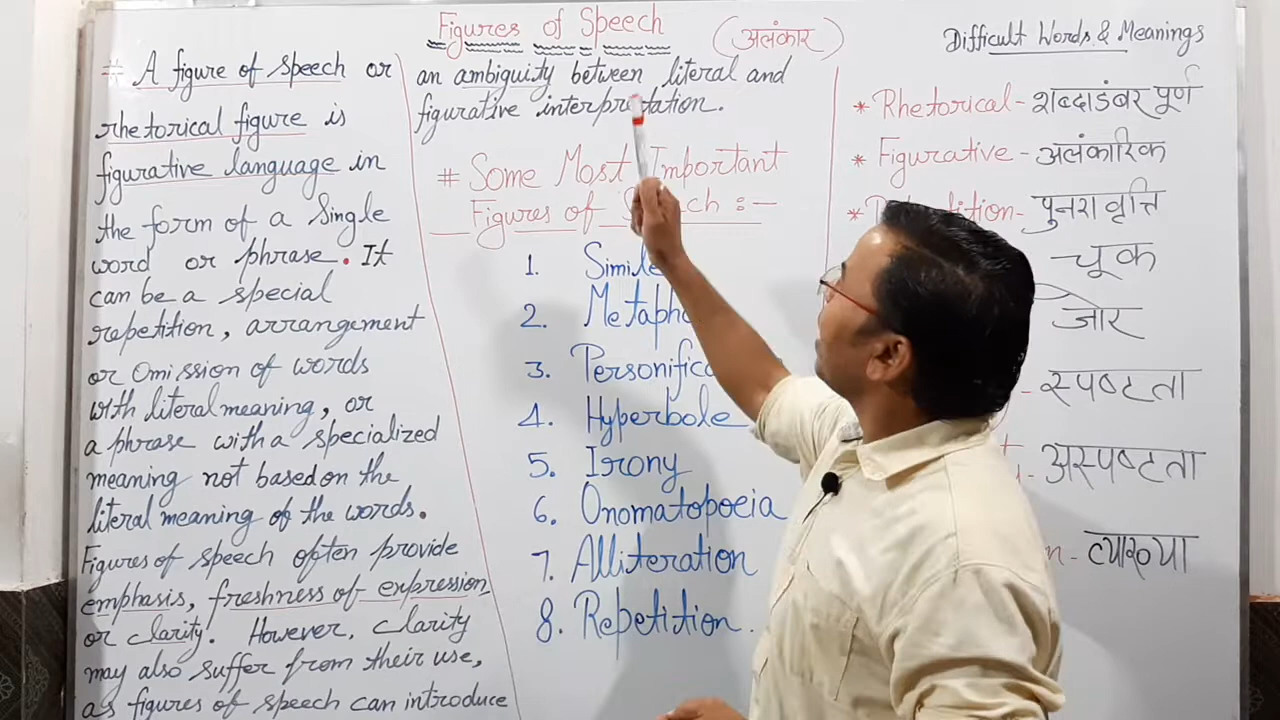 Figures of Speech (अलंकार)
# A figure of speech or
rhetorical figure is
figurative language in
the form of a single
word or phrase. It
can be a special
repetition, arrangement
or omission of words
with literal meaning, or
a phrase with a specialized
meaning not based on the
literal meaning of the words.
Figures of speech often provide
emphasis, freshness of expression,
or clarity. However, clarity
may also suffer from their use,
as figures of speech can introduce
an ambiguity between literal and
figurative interpretation.
# Some Most Important
Figures of Speech :-
1. Simile
2. Metapho
3. Personifica
4. Hyperbole
5. Irony
6. Onomatopoeia
7. Alliteration
8. Repetition.
Difficult Words & Meanings
* Rhetorical - शब्दाडंबर पूर्ण
* Figurative - अलंकारिक
* Repetition - पुनरावृत्ति
चूक
जोर
- स्पष्टता
अस्पष्टता
n - व्याख्या